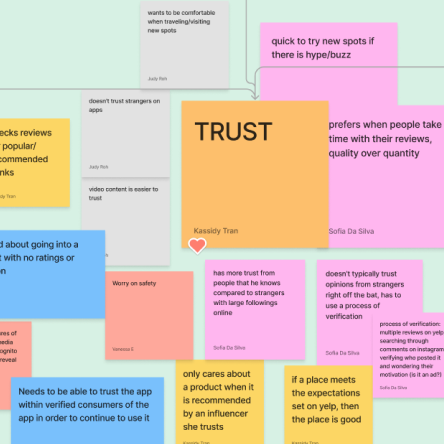 wants to be comfortable
when traveling/visiting
new spots
Judy Roh
quick to try new spots if
there is hype/buzz
doesn't trust strangers on
apps
Judy Roh
TRUST
Kassidy Tran
prefers when people take
time with their reviews,
quality over quantity
Sofia Da Silva
reviews
popular/
nks
Tran
video content is easier to
trust
about going into a
with no ratings or
on
Worry on safety
Vanessa E
has more trust from
people that he knows
compared to strangers
with large followings
online
Sofia Da Silva
doesn't typically trust
opinions from strangers
right off the bat, has to
use a process of
verification
Sofia Da Silva
process of verification:
multiple reviews on yelp
searching through
comments on instagram
verifying who posted it
and wondering their
motivation (is it an ad?)
Sofia Da Silva
res of
edia
ognito
reveal
Needs to be able to trust the app
within verified consumers of the
app in order to continue to use it
only cares about
a product when it
is recommended
by an influencer
she trusts
Kassidy Tran
if a place meets
the expectations
set on yelp, then
the place is good
Kassidy Tran